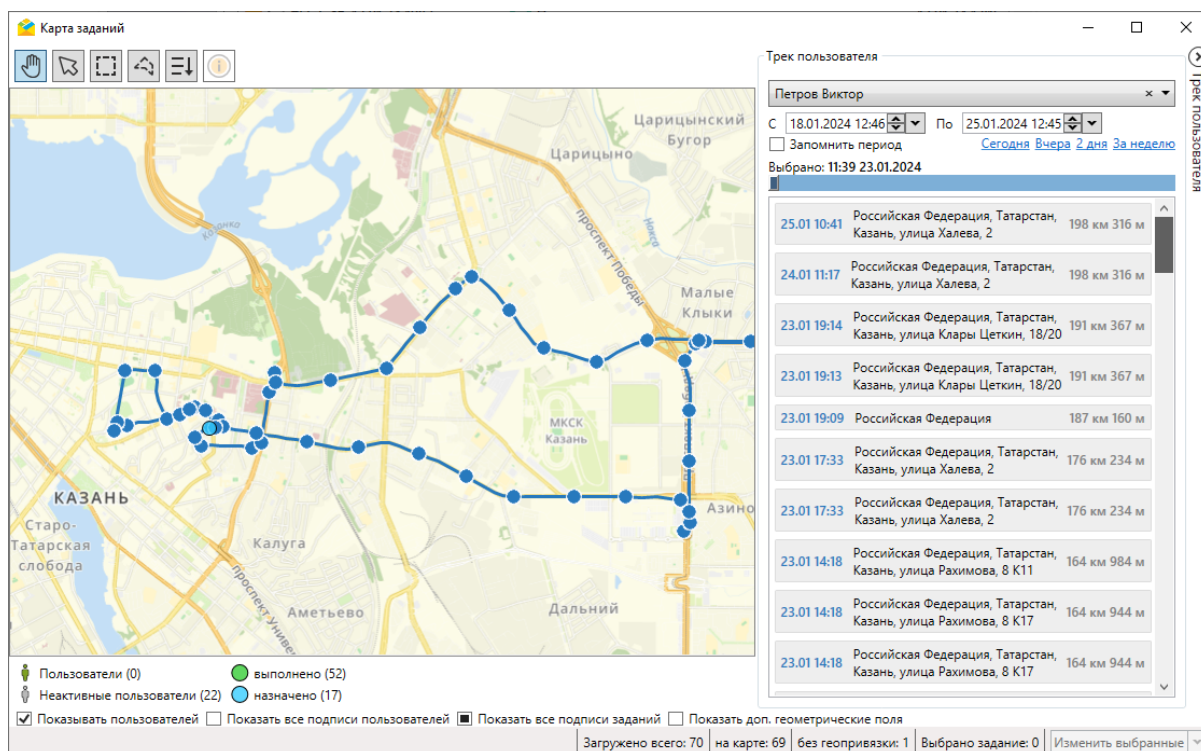 Карта заданий
Трек пользователя
Трек пользователя
Петров Виктор
С 18.01.2024 12:46 По 25.01.2024 12:45
Запомнить период Сегодня Вчера 2 дня За неделю
Выбрано: 11:39 23.01.2024
25.01 10:41 Российская Федерация, Татарстан, 198 км 316 м
Казань, улица Халева, 2
24.01 11:17 Российская Федерация, Татарстан, 198 км 316 м
Казань, улица Халева, 2
23.01 19:14 Российская Федерация, Татарстан, 191 км 367 м
Казань, улица Клары Цеткин, 18/20
23.01 19:13 Российская Федерация, Татарстан, 191 км 367 м
Казань, улица Клары Цеткин, 18/20
23.01 19:09 Российская Федерация 187 км 160 м
23.01 17:33 Российская Федерация, Татарстан, 176 км 234 м
Казань, улица Халева, 2
23.01 17:33 Российская Федерация, Татарстан, 176 км 234 м
Казань, улица Халева, 2
23.01 14:18 Российская Федерация, Татарстан, 164 км 984 м
Казань, улица Рахимова, 8 К11
23.01 14:18 Российская Федерация, Татарстан, 164 км 944 м
Казань, улица Рахимова, 8 К17
23.01 14:18 Российская Федерация, Татарстан, 164 км 944 м
Казань, улица Рахимова, 8 К17
Царицынский
Бугор
Царицыно
Казанка
Нокса
проспект Победы
Малые
Клыки
МКСК
Казань
КАЗАНЬ
Азино
Старо-
Татарская
слобода
Калуга
проспект Универ
Аметьево
Дальний
Пользователи (0) выполнено (52)
Неактивные пользователи (22) назначено (17)
Показывать пользователей Показать все подписи пользователей Показать все подписи заданий Показать доп. геометрические поля
Загружено всего: 70 на карте: 69 без геопривязки: 1 Выбрано задание: 0 Изменить выбранные